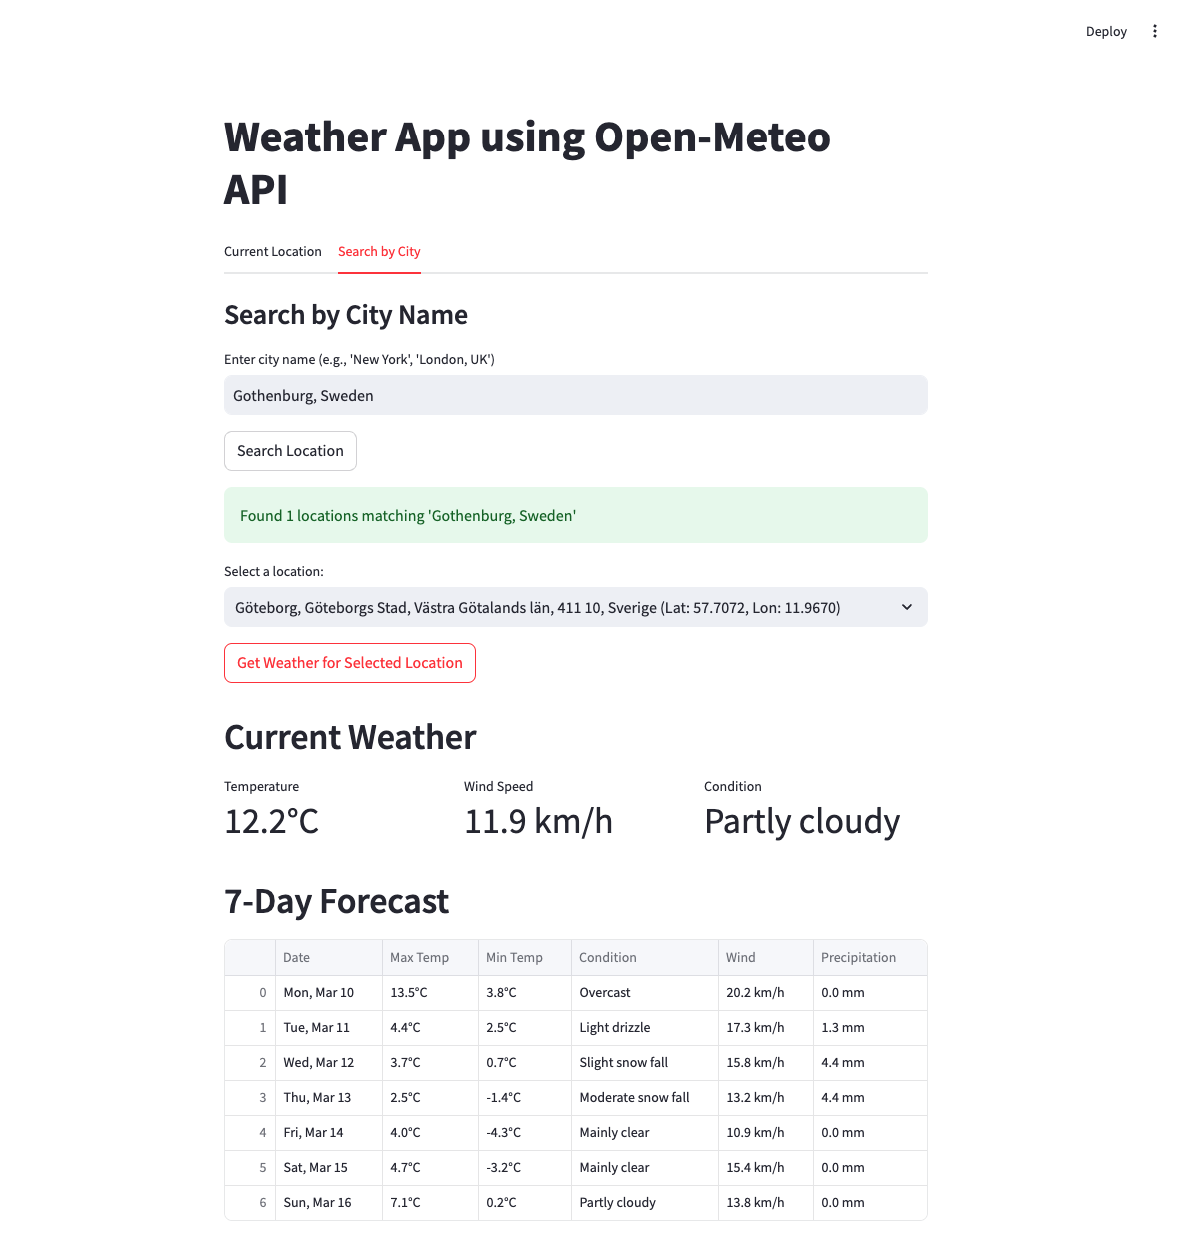 Deploy
Weather App using Open-Meteo
API
Current Location Search by City
Search by City Name
Enter city name (e.g., 'New York', 'London, UK')
Gothenburg, Sweden
Search Location
Found 1 locations matching 'Gothenburg, Sweden'
Select a location:
Göteborg, Göteborgs Stad, Västra Götalands län, 411 10, Sverige (Lat: 57.7072, Lon: 11.9670)
Get Weather for Selected Location
Current Weather
Temperature Wind Speed Condition
12.2°C 11.9 km/h Partly cloudy
7-Day Forecast
Date Max Temp Min Temp Condition Wind Precipitation
0 Mon, Mar 10 13.5°C 3.8°C Overcast 20.2 km/h 0.0 mm
1 Tue, Mar 11 4.4°C 2.5°C Light drizzle 17.3 km/h 1.3 mm
2 Wed, Mar 12 3.7°C 0.7°C Slight snow fall 15.8 km/h 4.4 mm
3 Thu, Mar 13 2.5°C -1.4°C Moderate snow fall 13.2 km/h 4.4 mm
4 Fri, Mar 14 4.0°C -4.3°C Mainly clear 10.9 km/h 0.0 mm
5 Sat, Mar 15 4.7°C -3.2°C Mainly clear 15.4 km/h 0.0 mm
6 Sun, Mar 16 7.1°C 0.2°C Partly cloudy 13.8 km/h 0.0 mm